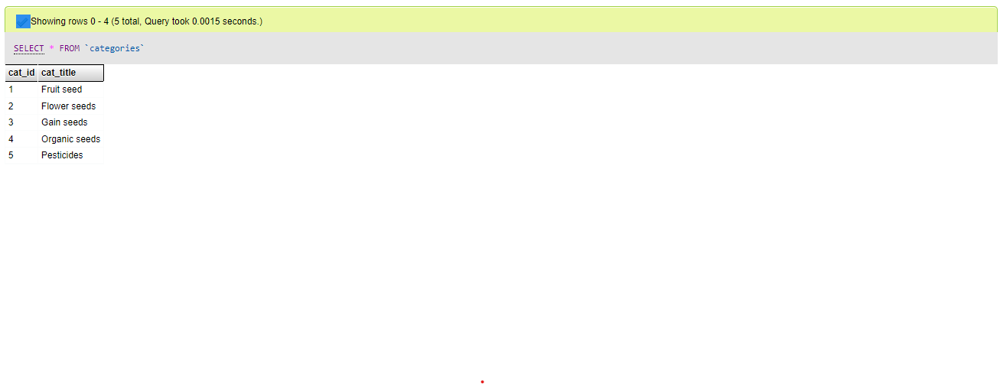 Showing rows 0 - 4 (5 total, Query took 0.0015 seconds.)
SELECT * FROM `categories`
cat_id cat_title
1 Fruit seed
2 Flower seeds
3 Gain seeds
4 Organic seeds
5 Pesticides